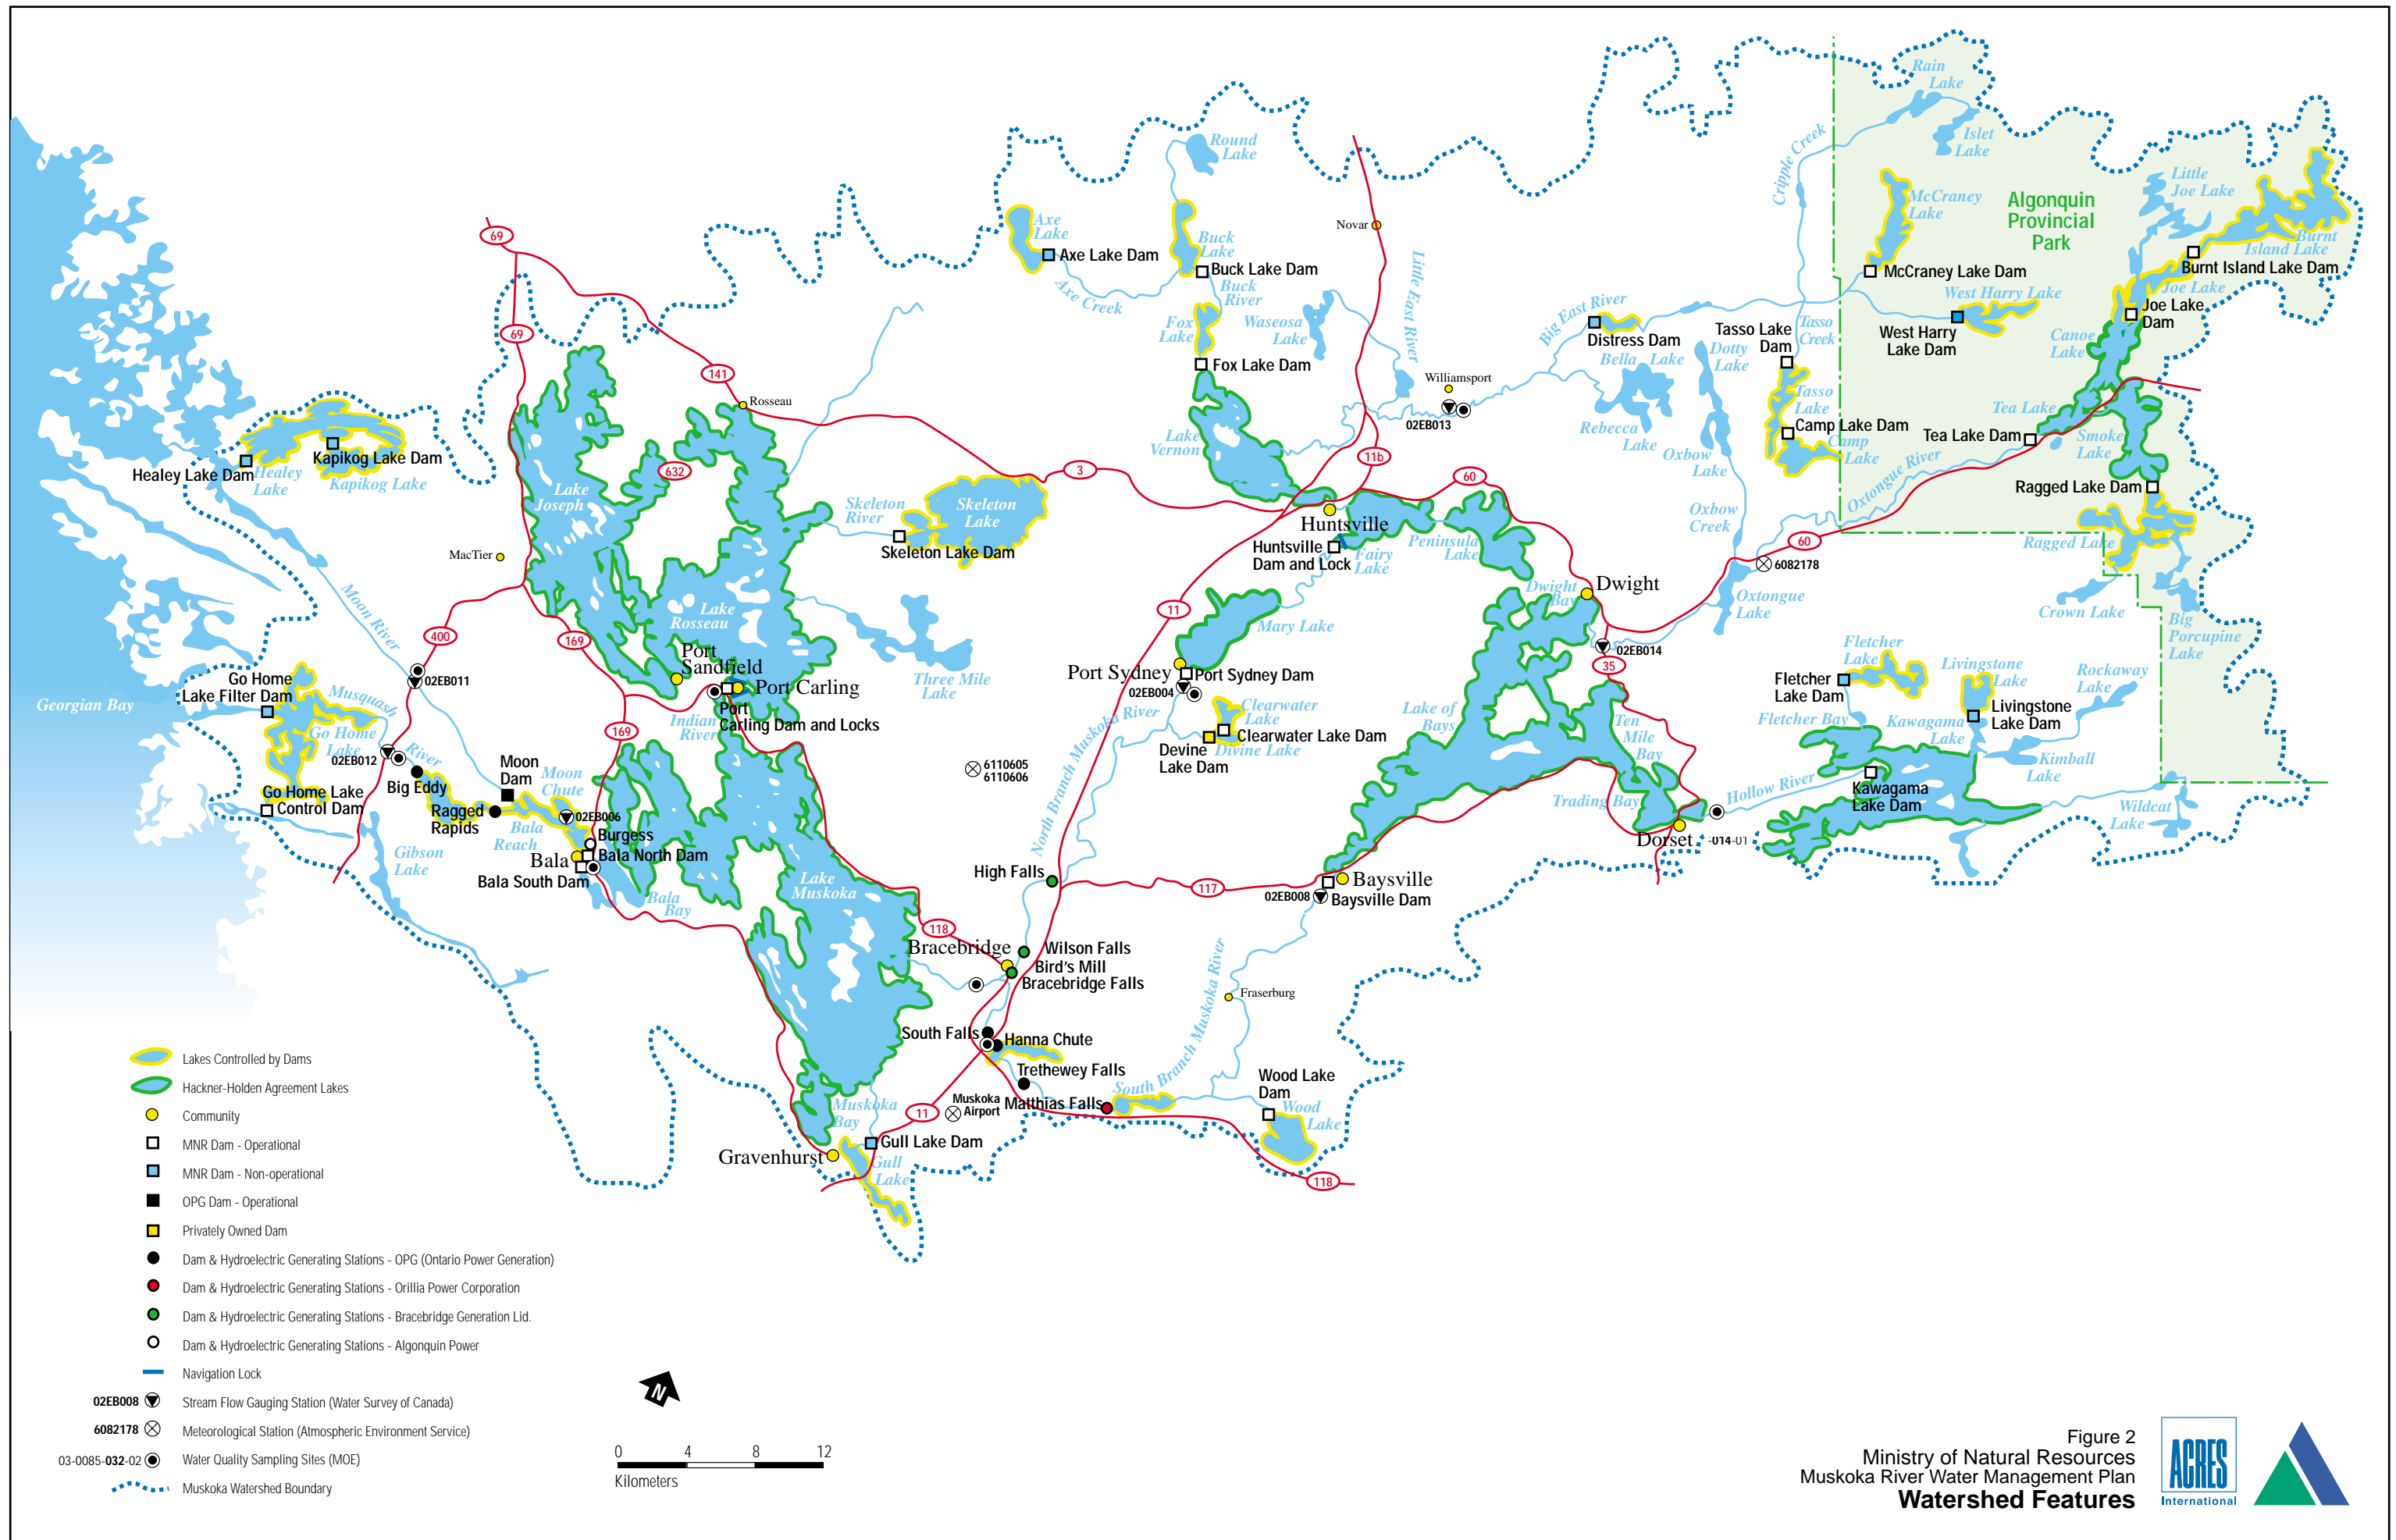 Rain
Lake
Islet
Lake
Cripple Creek
Round
Lake
Little
Joe Lake
McCraney
Lake
Algonquin
Provincial
Park
Axe
Lake
Axe Lake Dam
Axe Creek
Buck
Lake
Buck Lake Dam
Buck
River
Novar
Little East River
McCraney Lake Dam
Burnt
Island Lake
Burnt Island Lake Dam
Joe Lake
Joe Lake
Dam
West Harry Lake
West Harry
Lake Dam
Canoe
Lake
69
69
Fox
Lake
Waseosa
Lake
Fox Lake Dam
Big East River
Distress Dam
Bella Lake
Dotty
Lake
Tasso Lake
Dam
Tasso
Creek
141
Rosseau
Williamsport
02EB013
Tasso
Lake
Rebecca
Lake
Camp Lake Dam
Camp
Lake
Oxbow
Lake
Tea Lake
Tea Lake Dam
Smoke
Lake
Lake
Vernon
11b
Healey Lake Dam
Healey
Lake
Kapikog Lake Dam
Kapikog Lake
632
3
60
Lake
Joseph
Skeleton
River
Skeleton
Lake
Skeleton Lake Dam
Oxtongue River
Ragged Lake Dam
Oxbow
Creek
60
Ragged Lake
Huntsville
Huntsville
Dam and Lock
Fairy
Lake
Peninsula
Lake
MacTier
6082178
Dwight
Dwight
Bay
Oxtongue
Lake
Crown Lake
Big
Porcupine
Lake
Moon River
400
169
Lake
Rosseau
11
Mary Lake
02EB014
35
Port
Sandfield
Port Carling
Port
Carling Dam and Locks
Indian
River
Three Mile
Lake
Port Sydney
Port Sydney Dam
02EB004
Fletcher
Lake
Fletcher
Lake Dam
Livingstone
Lake
Livingstone
Lake Dam
Rockaway
Lake
02EB011
Go Home
Lake Filter Dam
Musquash
River
Georgian Bay
Go Home
Lake
02EB012
169
Clearwater
Lake
Clearwater Lake Dam
Devine
Lake Dam
Divine Lake
North Branch Muskoka River
Lake of
Bays
Ten
Mile
Bay
Fletcher Bay
Kawagama
Lake
Kimball
Lake
Big Eddy
Moon
Dam
Moon
Chute
6110605
6110606
Go Home Lake
Control Dam
Ragged
Rapids
Bala
Reach
02EB006
Burgess
Bala
Bala North Dam
Bala South Dam
Bala
Bay
Gibson
Lake
Trading Bay
Hollow River
Kawagama
Lake Dam
Wildcat
Lake
Dorset
-014-01
Lake
Muskoka
High Falls
117
Baysville
02EB008
Baysville Dam
118
Bracebridge
Wilson Falls
Bird's Mill
Bracebridge Falls
Fraserburg
South Branch Muskoka River
South Falls
Hanna Chute
Trethewey Falls
Muskoka
Airport
Matthias Falls
Wood Lake
Dam
Wood
Lake
Muskoka
Bay
11
Gull Lake Dam
Gravenhurst
Gull
Lake
118
Lakes Controlled by Dams
Hackner-Holden Agreement Lakes
Community
MNR Dam - Operational
MNR Dam - Non-operational
OPG Dam - Operational
Privately Owned Dam
Dam & Hydroelectric Generating Stations - OPG (Ontario Power Generation)
Dam & Hydroelectric Generating Stations - Orillia Power Corporation
Dam & Hydroelectric Generating Stations - Bracebridge Generation Lid.
Dam & Hydroelectric Generating Stations - Algonquin Power
Navigation Lock
02EB008 Stream Flow Gauging Station (Water Survey of Canada)
6082178 Meteorological Station (Atmospheric Environment Service)
03-0085-032-02 Water Quality Sampling Sites (MOE)
Muskoka Watershed Boundary
N
0 4 8 12
Kilometers
Figure 2
Ministry of Natural Resources
Muskoka River Water Management Plan
Watershed Features
ACRES
International